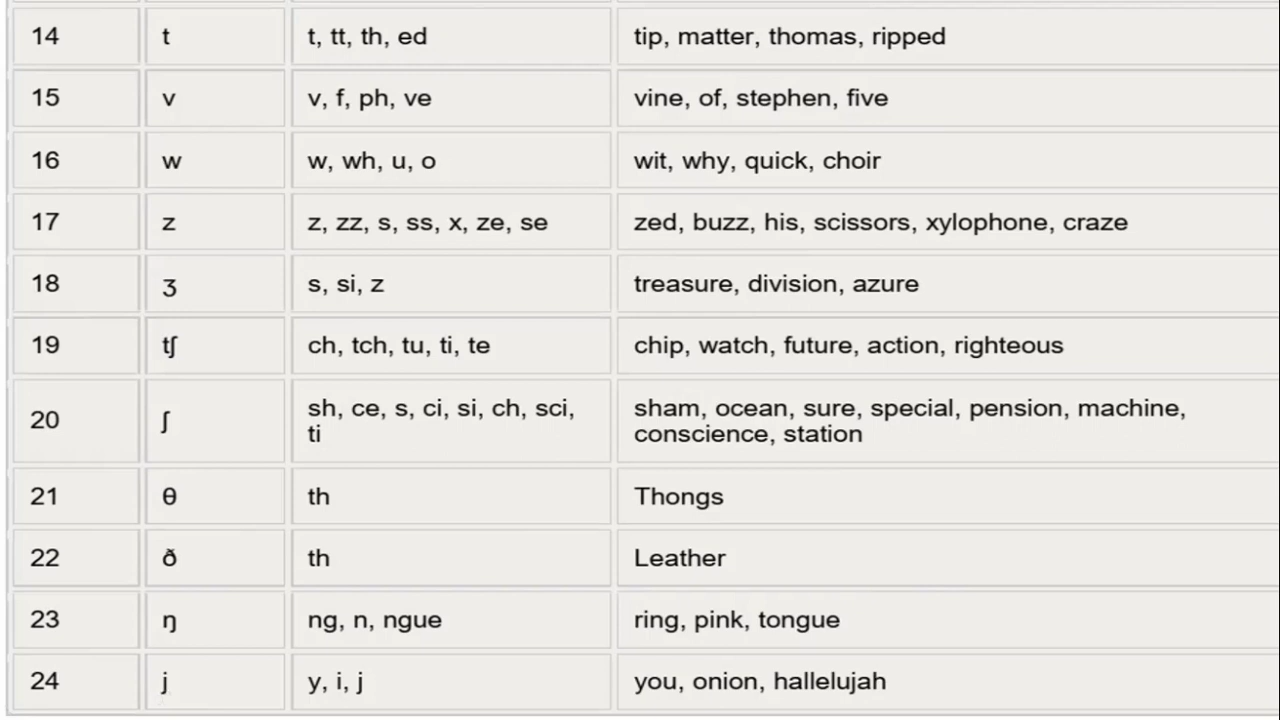 14 t t, tt, th, ed tip, matter, thomas, ripped
15 v v, f, ph, ve vine, of, stephen, five
16 w w, wh, u, o wit, why, quick, choir
17 z z, zz, s, ss, x, ze, se zed, buzz, his, scissors, xylophone, craze
18 ʒ s, si, z treasure, division, azure
19 tʃ ch, tch, tu, ti, te chip, watch, future, action, righteous
20 ʃ sh, ce, s, ci, si, ch, sci, sham, ocean, sure, special, pension, machine,
ti conscience, station
21 θ th Thongs
22 ð th Leather
23 ŋ ng, n, ngue ring, pink, tongue
24 j y, i, j you, onion, hallelujah